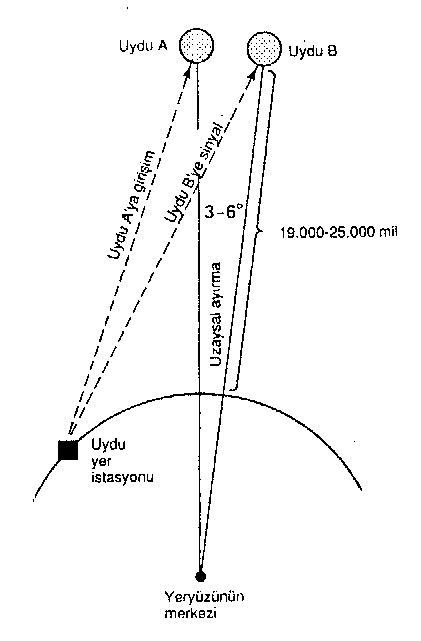 Uydu A
Uydu B
Uydu A'ya girişim
Uydu B'ye sinyal
3-6°
Uzaysal ayırma
19.000-25.000 mil
Uydu
yer
istasyonu
Yeryüzünün
merkezi